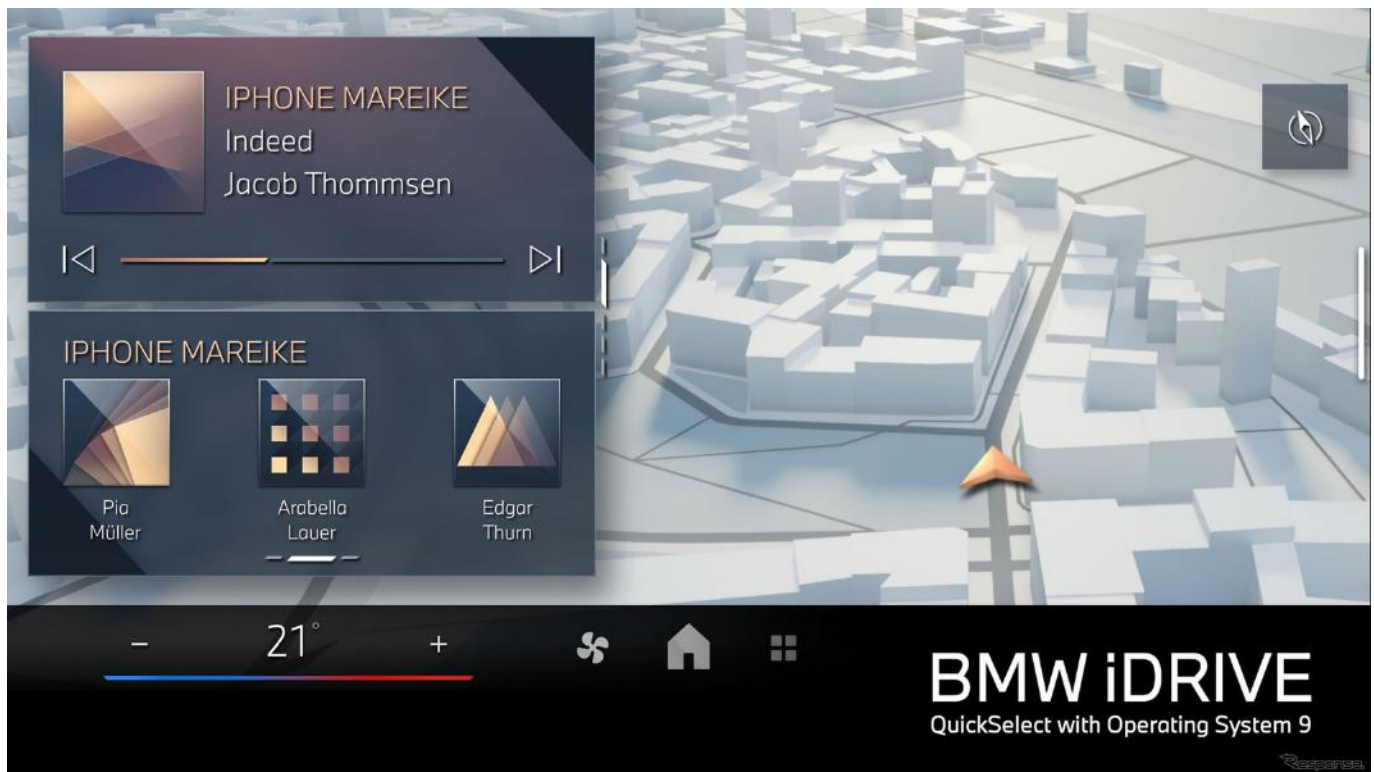 IPHONE MAREIKE
Indeed
Jacob Thommsen
IPHONE MAREIKE
Pia
Müller
Arabella
Lauer
Edgar
Thurn
− 21° +
BMW iDRIVE
QuickSelect with Operating System 9
Response.